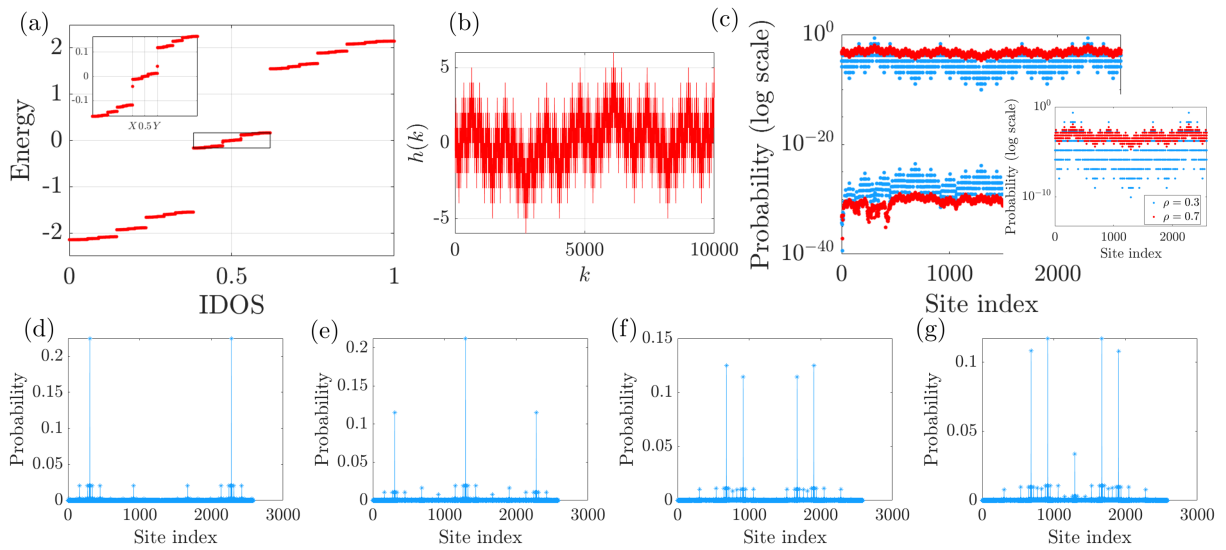 (a)
Energy
2
1
0
-1
-2
0.1
0
-0.1
X 0.5 Y
0
0.5
1
IDOS
(b)
h(k)
5
0
-5
0
5000
10000
k
(c)
Probability (log scale)
10^0
10^-20
10^-40
0
1000
2000
Site index
Probability (log scale)
10^0
10^-10
ρ = 0.3
ρ = 0.7
0
1000
2000
Site index
(d)
Probability
0.2
0.15
0.1
0.05
0
0
1000
2000
3000
Site index
(e)
Probability
0.2
0.15
0.1
0.05
0
0
1000
2000
3000
Site index
(f)
Probability
0.15
0.1
0.05
0
0
1000
2000
3000
Site index
(g)
Probability
0.1
0.05
0
0
1000
2000
3000
Site index